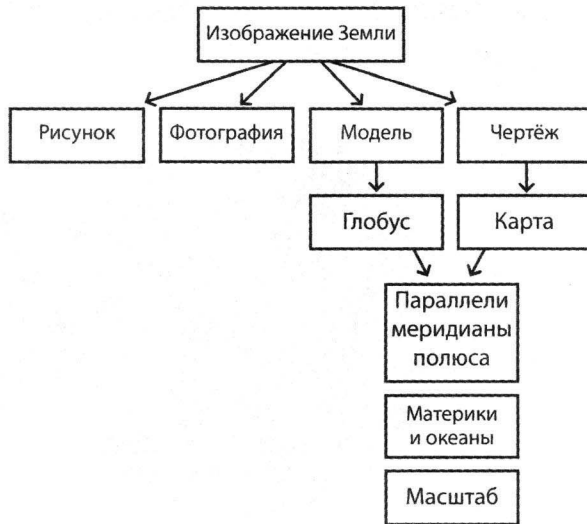 Изображение Земли
Рисунок
Фотография
Модель
Чертёж
Глобус
Карта
Параллели
меридианы
полюса
Материки
и океаны
Масштаб